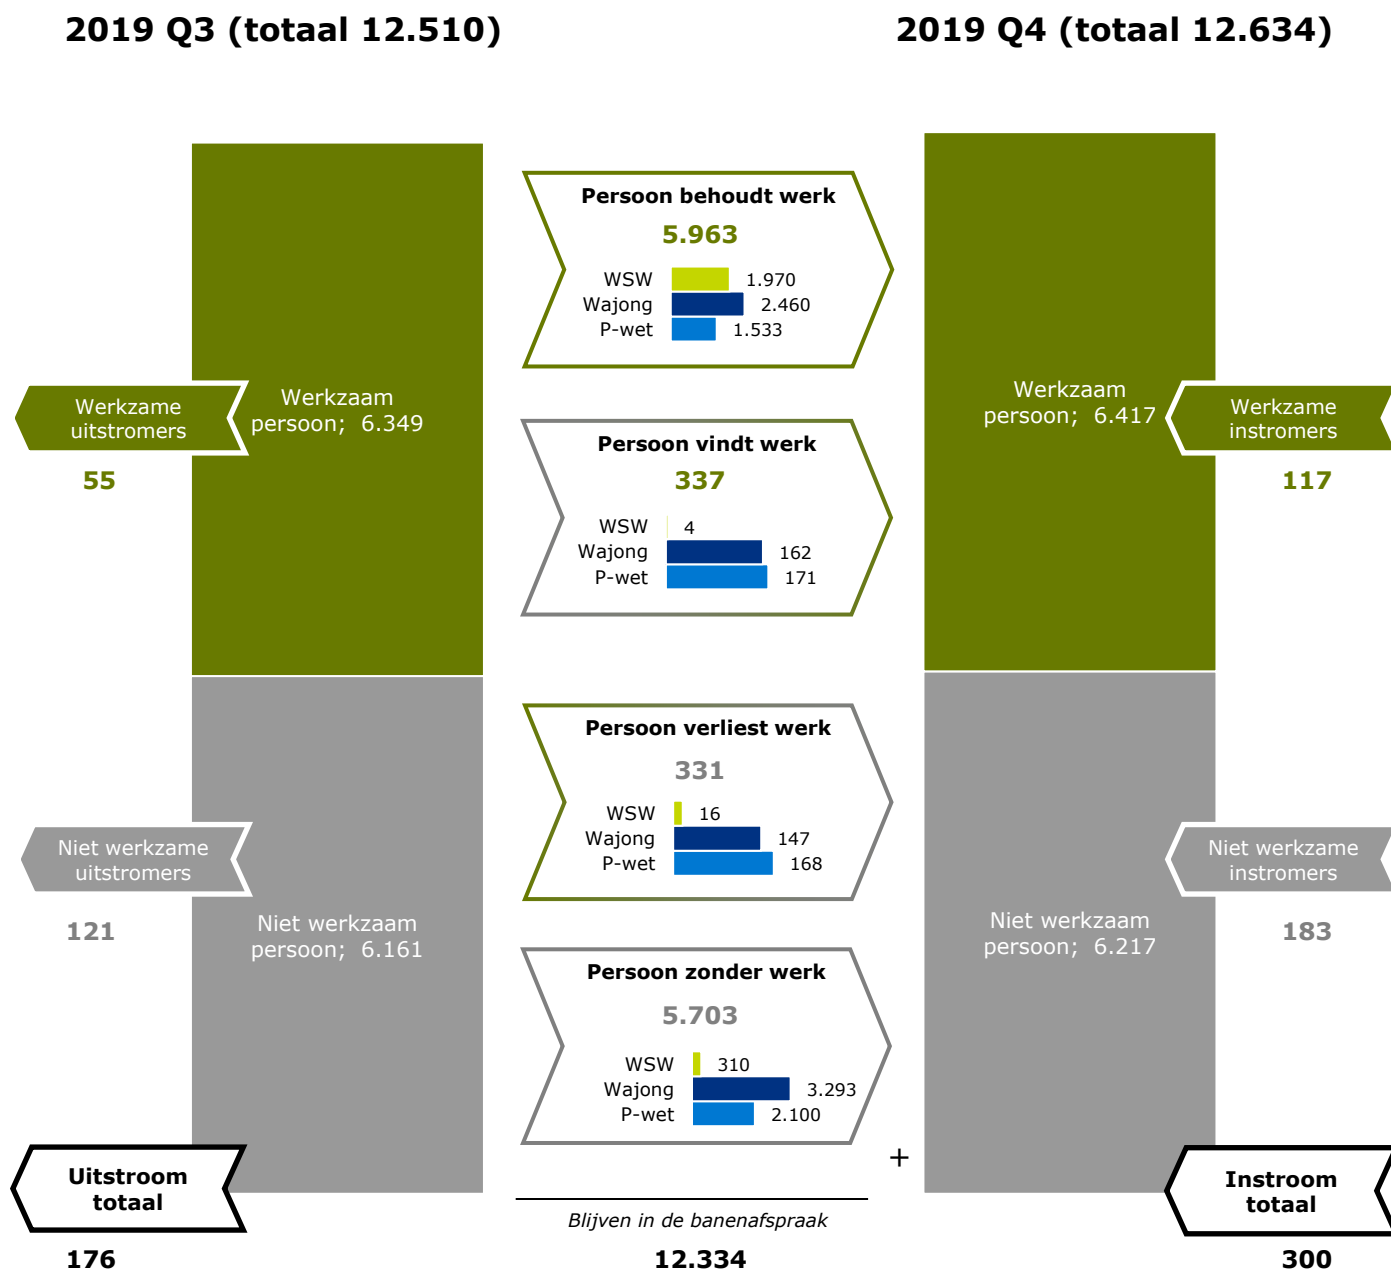 2019 Q3 (totaal 12.510)
2019 Q4 (totaal 12.634)
Persoon behoudt werk
5.963
WSW 1.970
Wajong 2.460
P-wet 1.533
Werkzame
uitstromers
55
Werkzaam
persoon; 6.349
Werkzaam
persoon; 6.417
Werkzame
instromers
117
Persoon vindt werk
337
WSW 4
Wajong 162
P-wet 171
Persoon verliest werk
331
WSW 16
Wajong 147
P-wet 168
Niet werkzame
uitstromers
121
Niet werkzaam
persoon; 6.161
Niet werkzaam
persoon; 6.217
Niet werkzame
instromers
183
Persoon zonder werk
5.703
WSW 310
Wajong 3.293
P-wet 2.100
+
Uitstroom
totaal
176
Blijven in de banenafspraak
12.334
Instroom
totaal
300